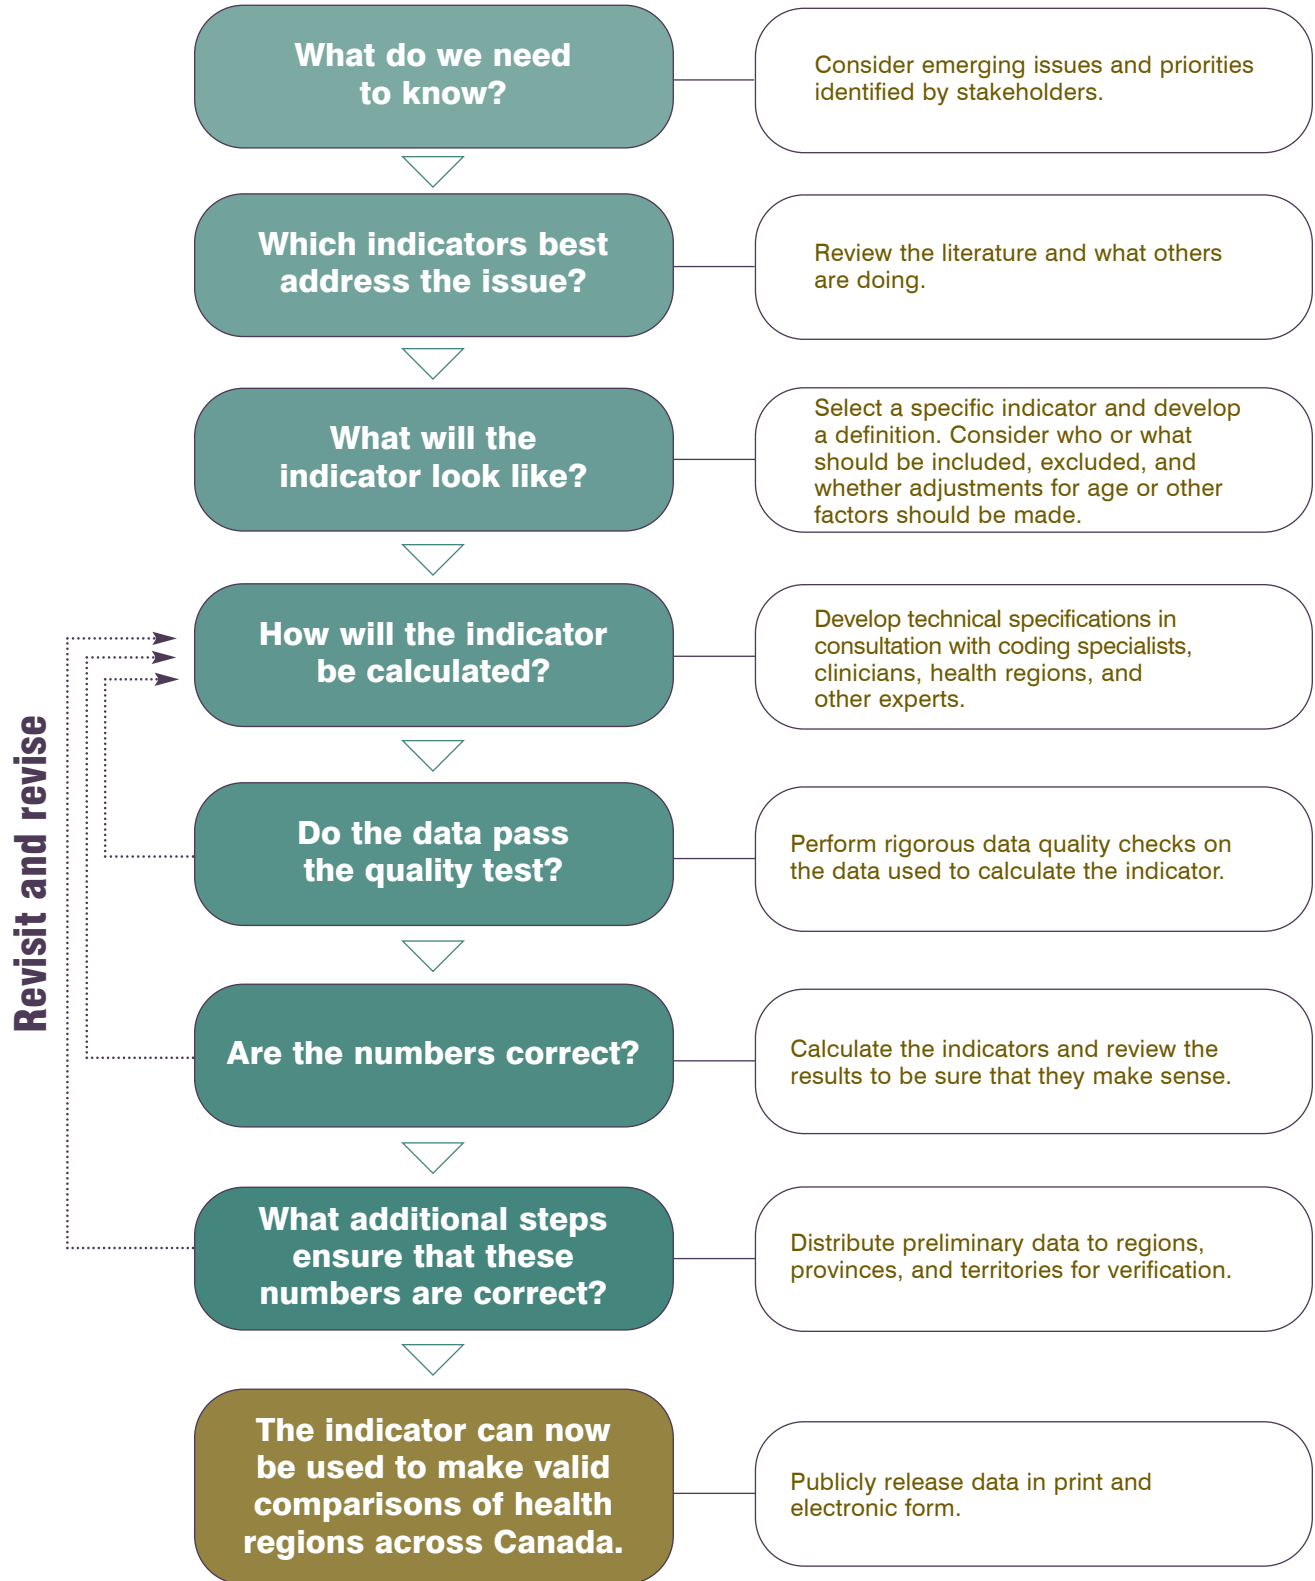 What do we need
to know?
Consider emerging issues and priorities
identified by stakeholders.
Which indicators best
address the issue?
Review the literature and what others
are doing.
What will the
indicator look like?
Select a specific indicator and develop
a definition. Consider who or what
should be included, excluded, and
whether adjustments for age or other
factors should be made.
How will the indicator
be calculated?
Develop technical specifications in
consultation with coding specialists,
clinicians, health regions, and
other experts.
Revisit and revise
Do the data pass
the quality test?
Perform rigorous data quality checks on
the data used to calculate the indicator.
Are the numbers correct?
Calculate the indicators and review the
results to be sure that they make sense.
What additional steps
ensure that these
numbers are correct?
Distribute preliminary data to regions,
provinces, and territories for verification.
The indicator can now
be used to make valid
comparisons of health
regions across Canada.
Publicly release data in print and
electronic form.